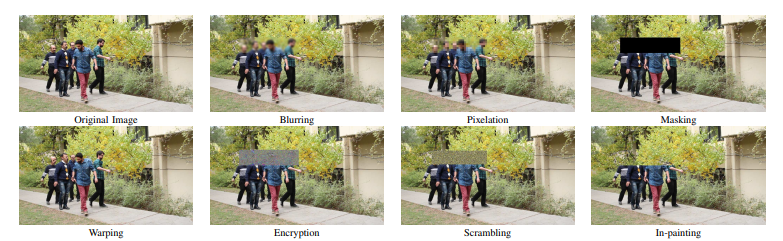 Original Image
Blurring
Pixelation
Masking
Warping
Encryption
Scrambling
In-painting